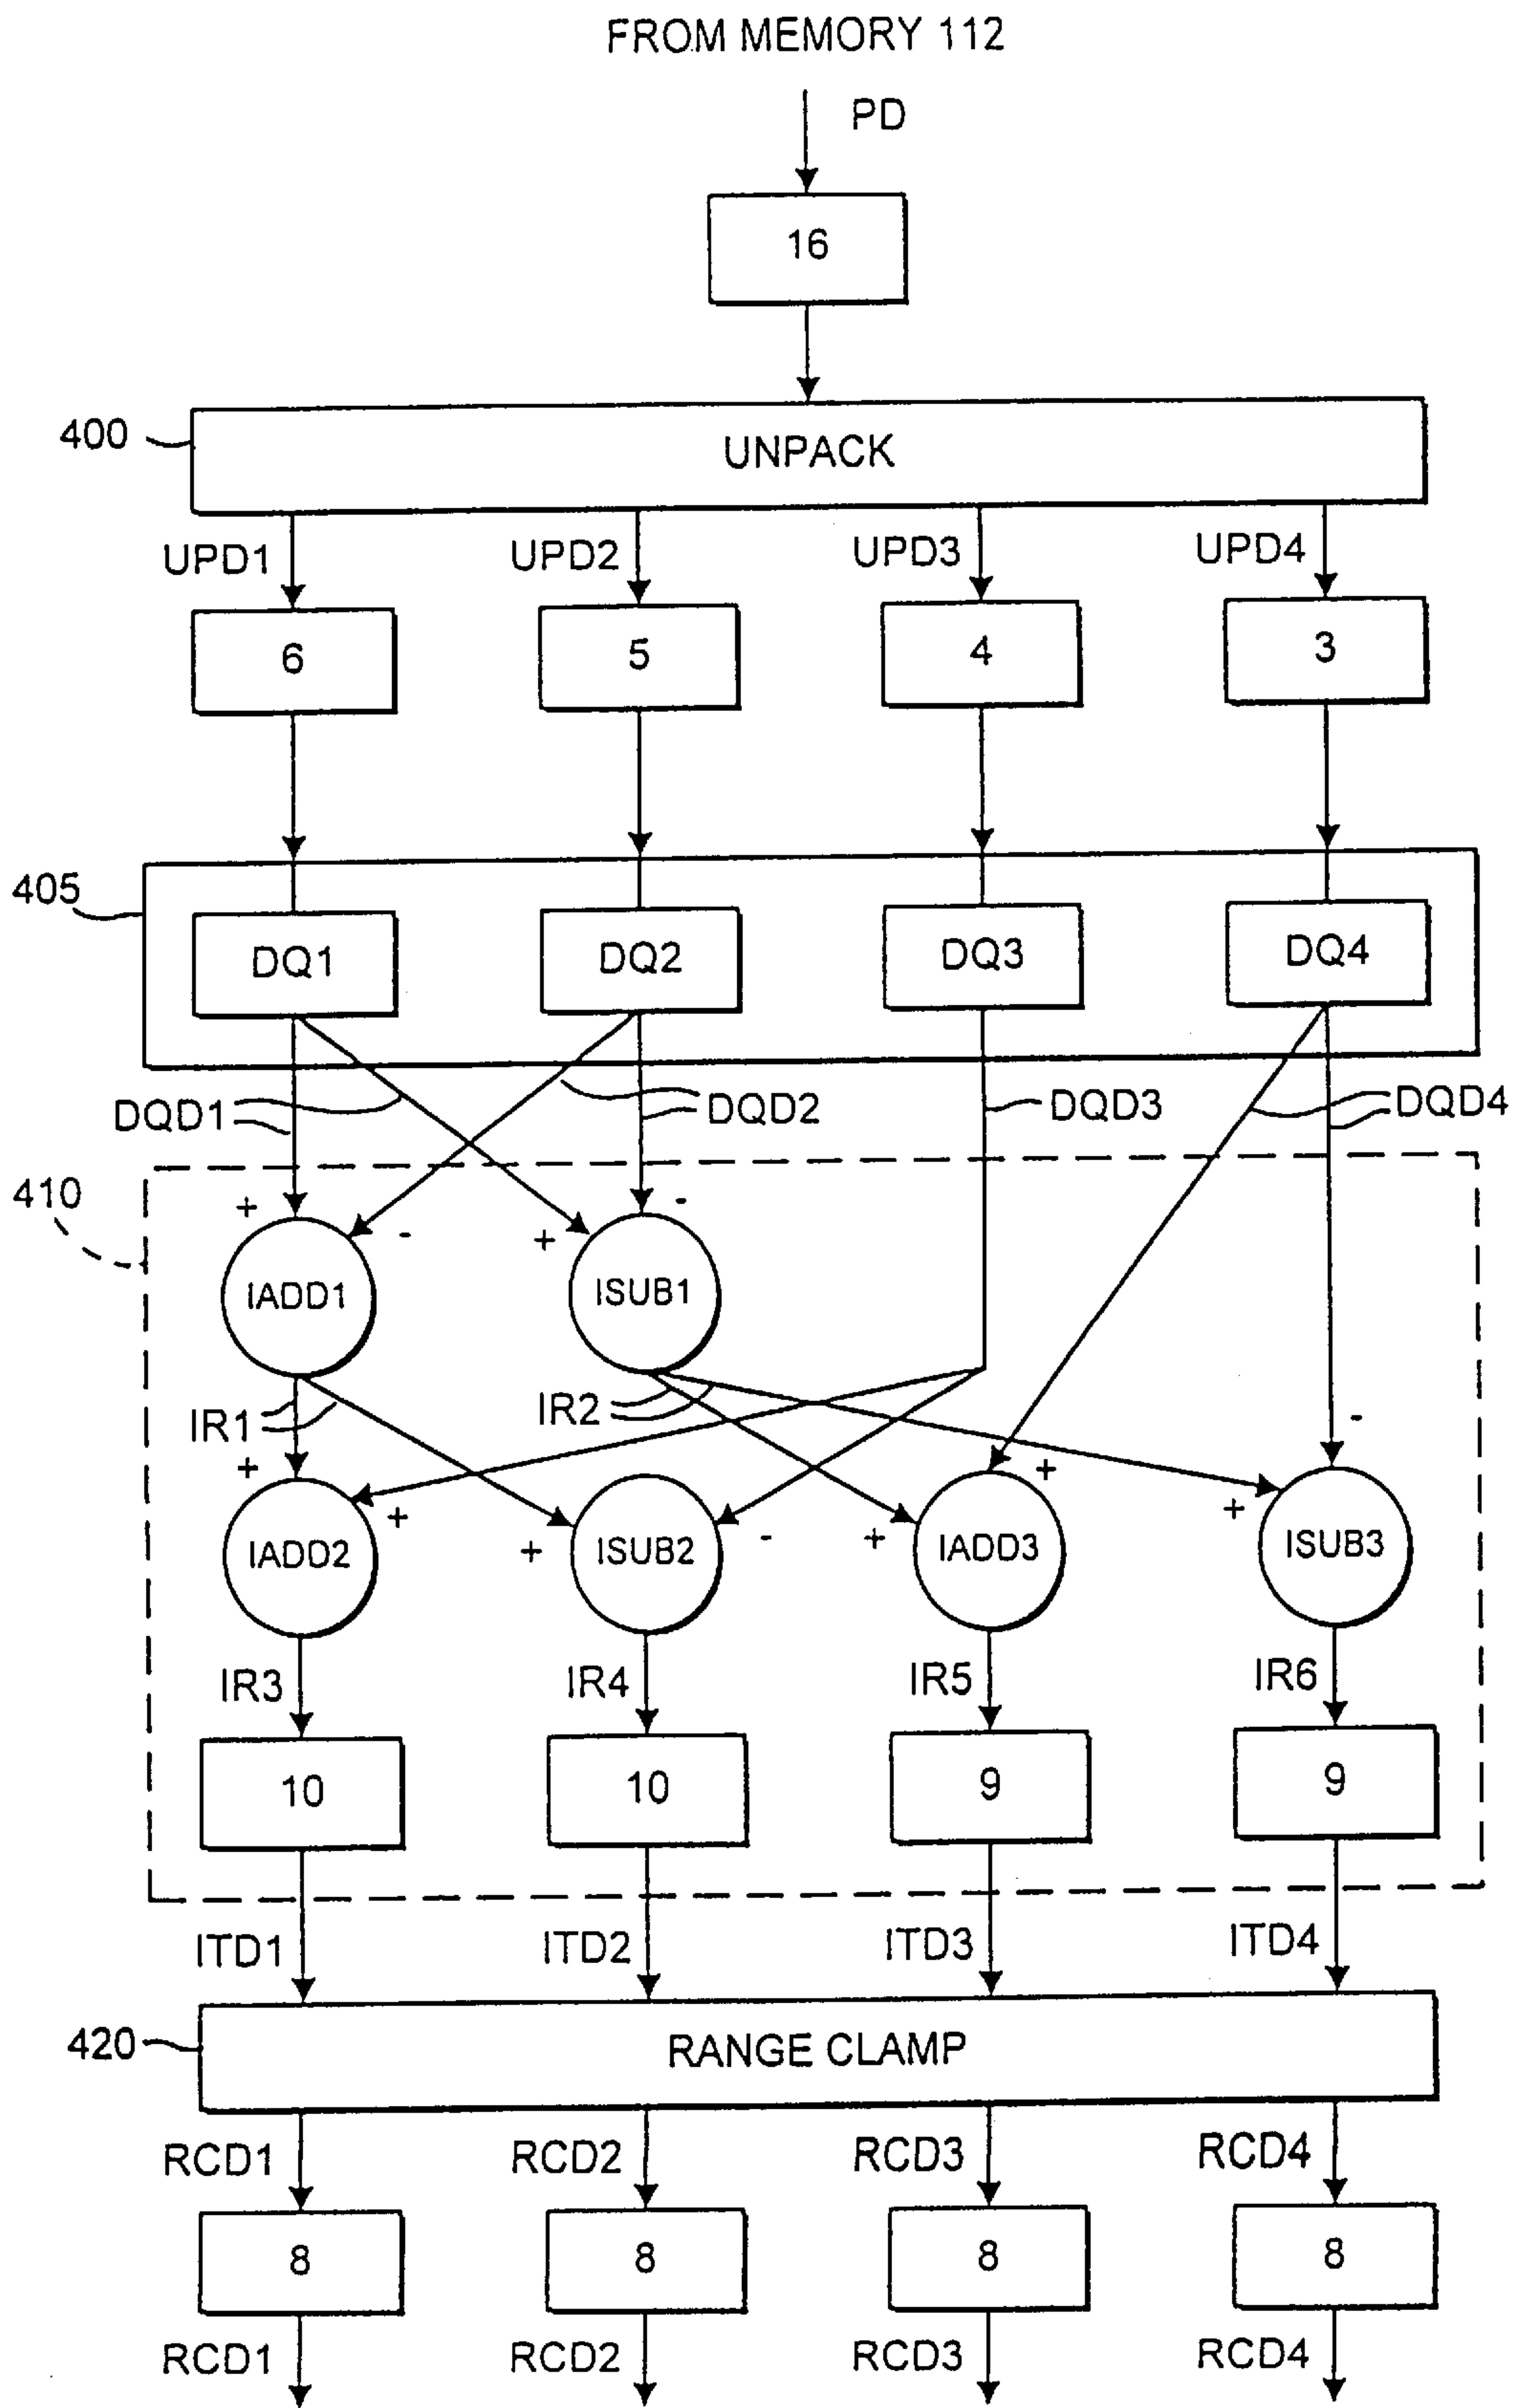 FROM MEMORY 112
PD
16
400
UNPACK
UPD1 UPD2 UPD3 UPD4
6 5 4 3
405
DQ1 DQ2 DQ3 DQ4
DQD1 DQD2 DQD3 DQD4
410
+ - + -
IADD1 ISUB1
IR1 IR2
+ + + - + + + -
IADD2 ISUB2 IADD3 ISUB3
IR3 IR4 IR5 IR6
10 10 9 9
ITD1 ITD2 ITD3 ITD4
420
RANGE CLAMP
RCD1 RCD2 RCD3 RCD4
8 8 8 8
RCD1 RCD2 RCD3 RCD4